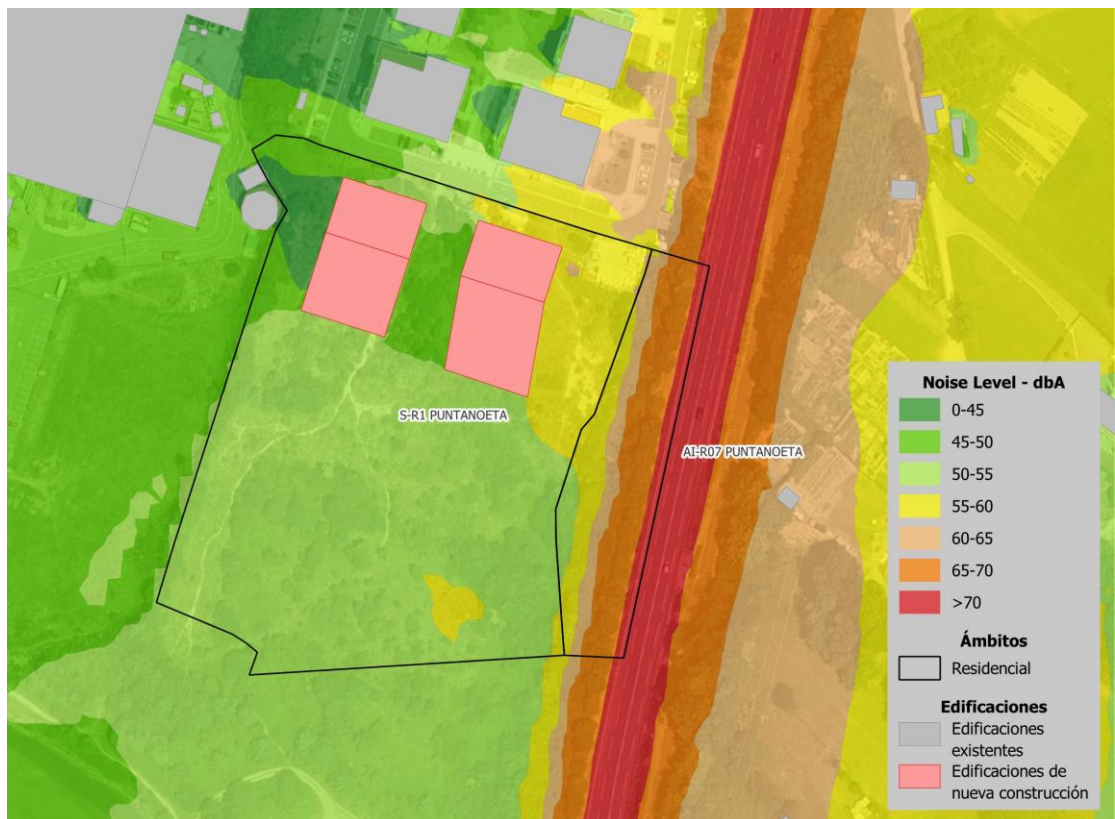 S-R1 PUNTANOETA
AI-R07 PUNTANOETA
Noise Level - dbA
0-45
45-50
50-55
55-60
60-65
65-70
>70
Ámbitos
Residencial
Edificaciones
Edificaciones
existentes
Edificaciones de
nueva construcción